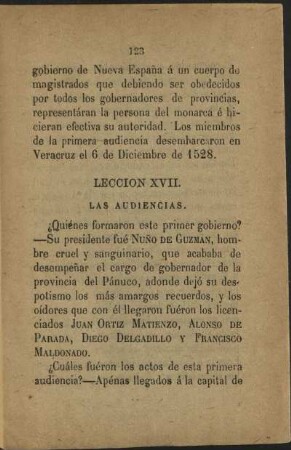 123
gobierno de Nueva España á un cuerpo de
magistrados que debiendo ser obedecidos
por todos los gobernadores de provincias,
representáran la persona del monarca é hi-
cieran efectiva su autoridad. Los miembros
de la primera audiencia desembarcaron en
Veracruz el 6 de Diciembre de 1528.
LECCION XVII.
LAS AUDIENCIAS.
¿Quiénes formaron este primer gobierno?
—Su presidente fué NUÑO DE GUZMAN, hom-
bre cruel y sanguinario, que acababa de
desempeñar el cargo de gobernador de la
provincia del Pánuco, adonde dejó su des-
potismo los más amargos recuerdos, y los
oidores que con él llegaron fuéron los licen-
ciados JUAN ORTIZ MATIENZO, ALONSO DE
PARADA, DIEGO DELGADILLO Y FRANCISCO
MALDONADO.
¿Cuáles fuéron los actos de esta primera
audiencia?—Apénas llegados á la capital de